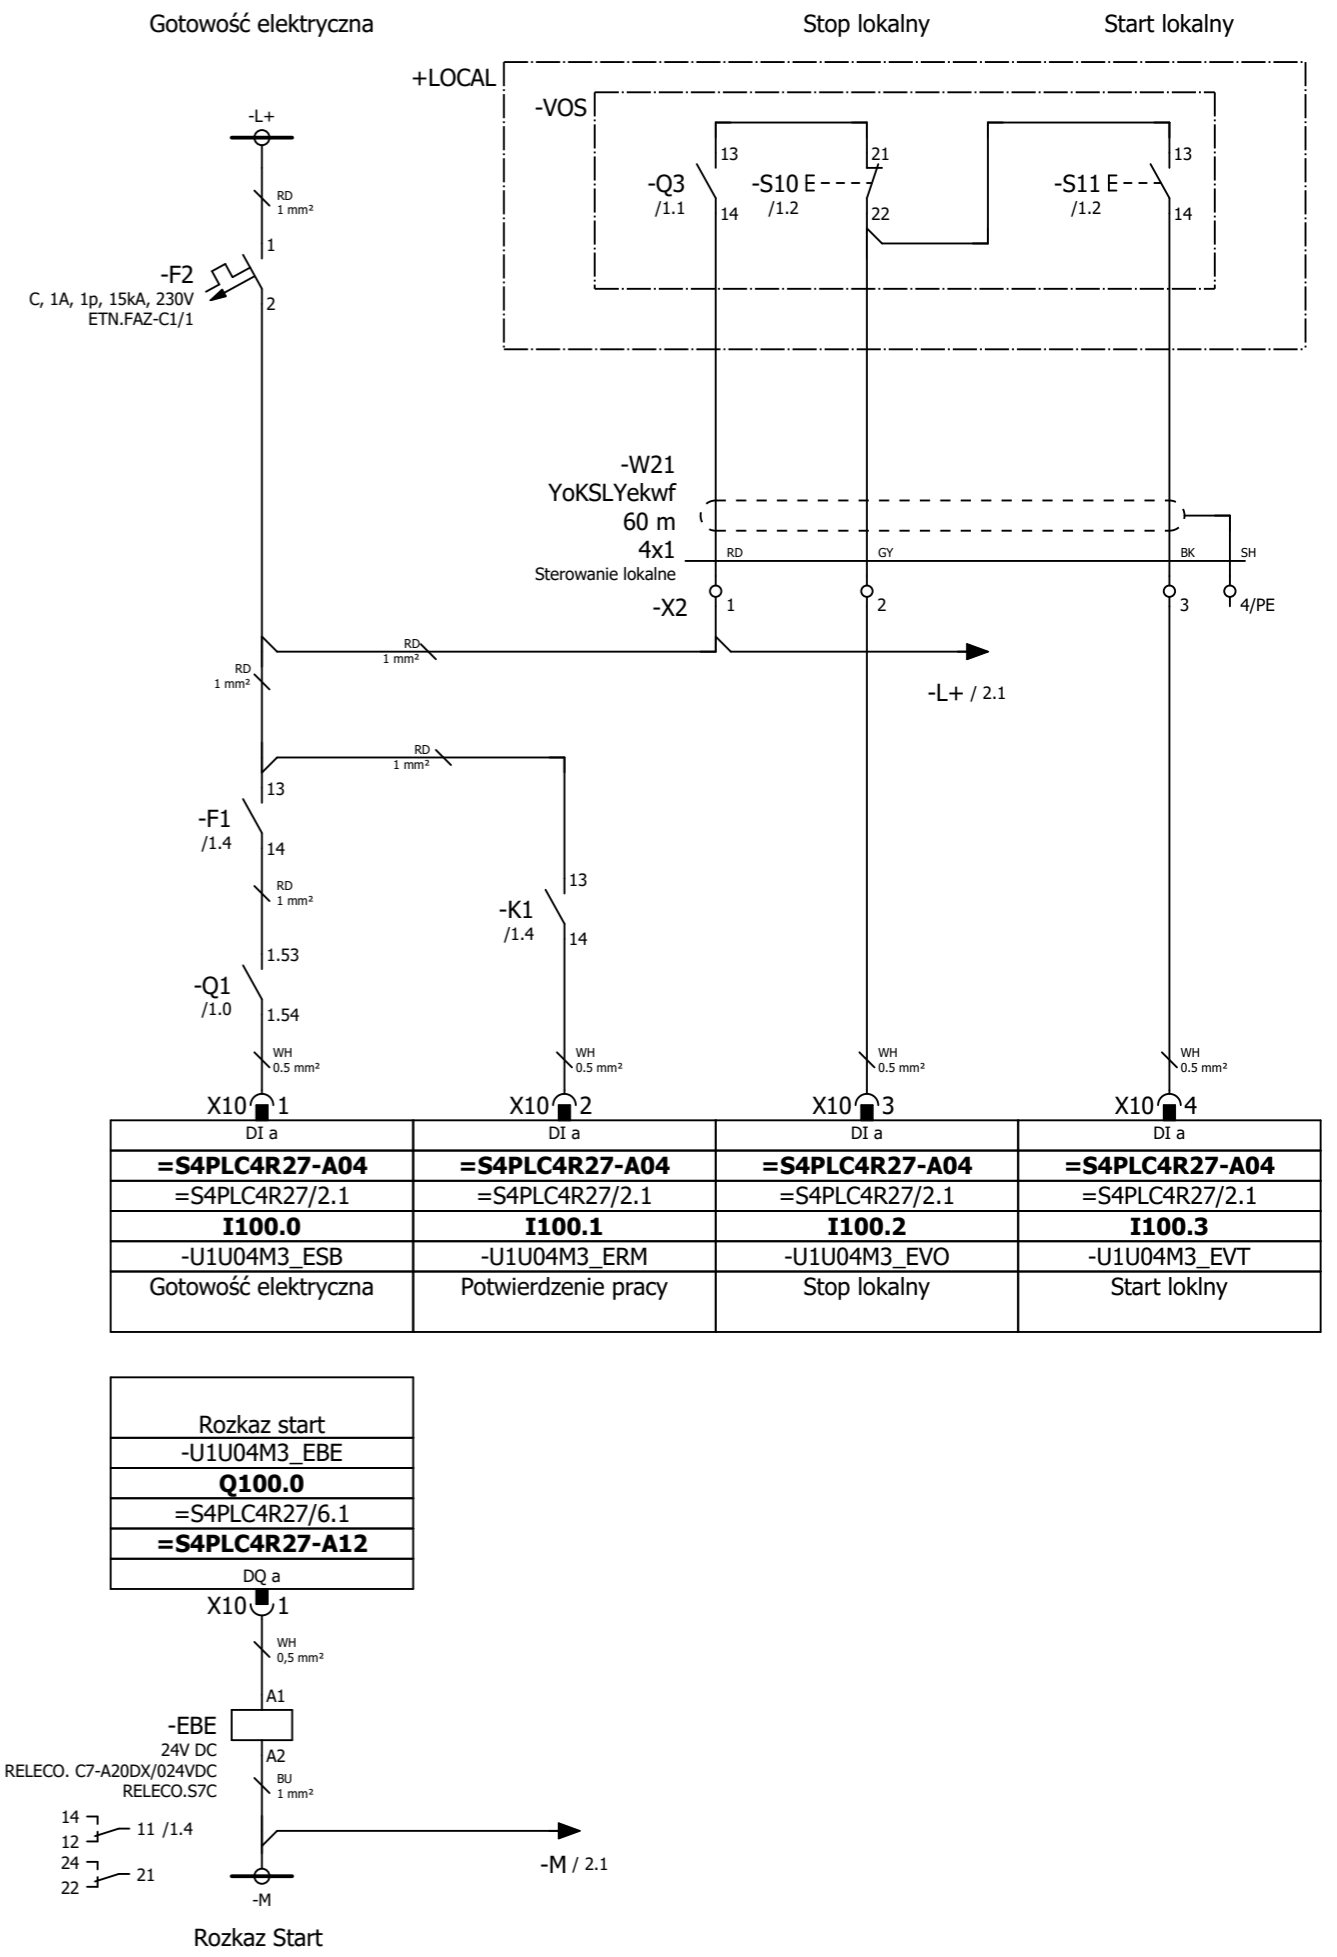 Gotowość elektryczna
Stop lokalny
Start lokalny
+LOCAL
-VOS
-L+
RD
1 mm²
1
-F2
C, 1A, 1p, 15kA, 230V
ETN.FAZ-C1/1
2
13
-Q3
/1.1
14
21
-S10 E
/1.2
22
13
-S11 E
/1.2
14
-W21
YoKSLYekwf
60 m
4x1
Sterowanie lokalne
RD
GY
BK
SH
-X2
1
2
3
4/PE
RD
1 mm²
RD
1 mm²
-L+ / 2.1
RD
1 mm²
13
-F1
/1.4
14
RD
1 mm²
13
-K1
/1.4
14
1.53
-Q1
/1.0
1.54
WH
0.5 mm²
WH
0.5 mm²
WH
0.5 mm²
WH
0.5 mm²
X10 1
X10 2
X10 3
X10 4
DI a
DI a
DI a
DI a
=S4PLC4R27-A04
=S4PLC4R27-A04
=S4PLC4R27-A04
=S4PLC4R27-A04
=S4PLC4R27/2.1
=S4PLC4R27/2.1
=S4PLC4R27/2.1
=S4PLC4R27/2.1
I100.0
I100.1
I100.2
I100.3
-U1U04M3_ESB
-U1U04M3_ERM
-U1U04M3_EVO
-U1U04M3_EVT
Gotowość elektryczna
Potwierdzenie pracy
Stop lokalny
Start loklny
Rozkaz start
-U1U04M3_EBE
Q100.0
=S4PLC4R27/6.1
=S4PLC4R27-A12
DQ a
X10 1
WH
0,5 mm²
A1
-EBE
24V DC
RELECO. C7-A20DX/024VDC
RELECO.S7C
A2
BU
1 mm²
14
12
11 /1.4
24
22
21
-M / 2.1
-M
Rozkaz Start